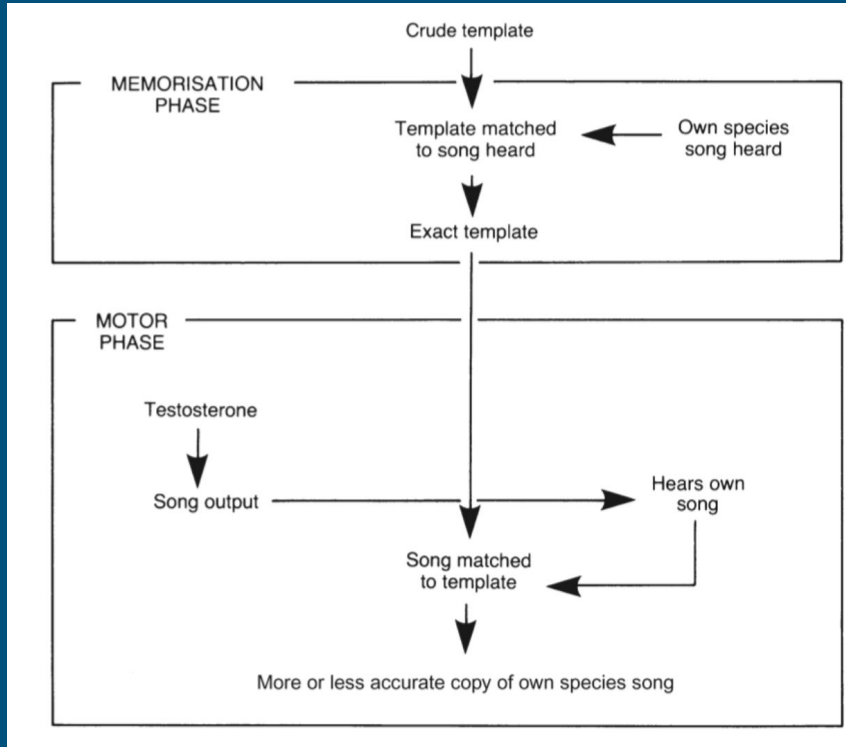 Crude template
MEMORISATION
PHASE
Template matched
to song heard
Own species
song heard
Exact template
MOTOR
PHASE
Testosterone
Song output
Hears own
song
Song matched
to template
More or less accurate copy of own species song